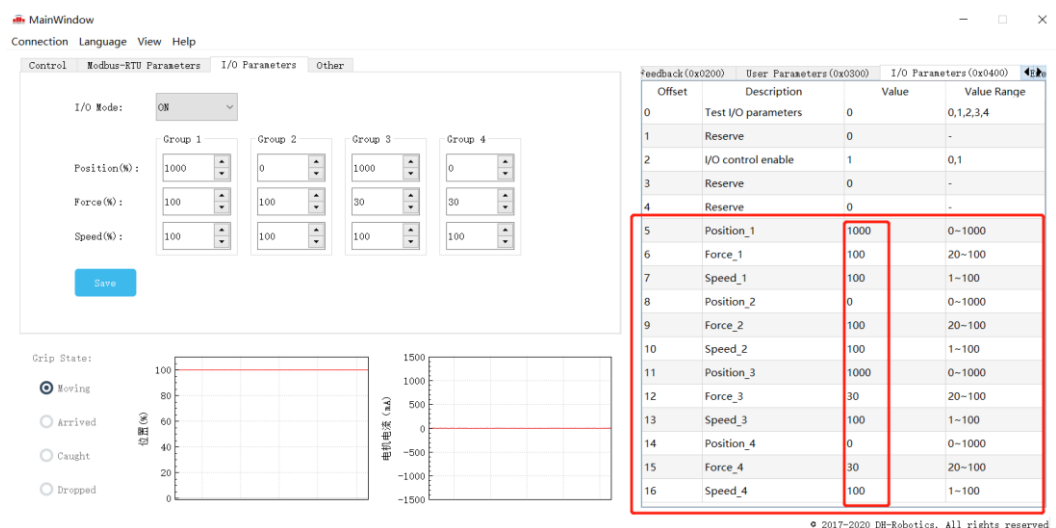 MainWindow
Connection Language View Help
Control Modbus-RTU Parameters I/O Parameters Other
I/O Mode: ON
Group 1 Group 2 Group 3 Group 4
Position(%): 1000 0 1000 0
Force(%): 100 100 30 30
Speed(%): 100 100 100 100
Save
Grip State:
Moving
Arrived
Caught
Dropped
100
80
60
40
20
0
位置(%)
1500
1000
500
0
-500
-1000
-1500
电机电流 (mA)
Feedback(0x0200) User Parameters(0x0300) I/O Parameters(0x0400)
Offset Description Value Value Range
0 Test I/O parameters 0 0,1,2,3,4
1 Reserve 0 -
2 I/O control enable 1 0,1
3 Reserve 0 -
4 Reserve 0 -
5 Position_1 1000 0~1000
6 Force_1 100 20~100
7 Speed_1 100 1~100
8 Position_2 0 0~1000
9 Force_2 100 20~100
10 Speed_2 100 1~100
11 Position_3 1000 0~1000
12 Force_3 30 20~100
13 Speed_3 100 1~100
14 Position_4 0 0~1000
15 Force_4 30 20~100
16 Speed_4 100 1~100
© 2017-2020 DH-Robotics. All rights reserved